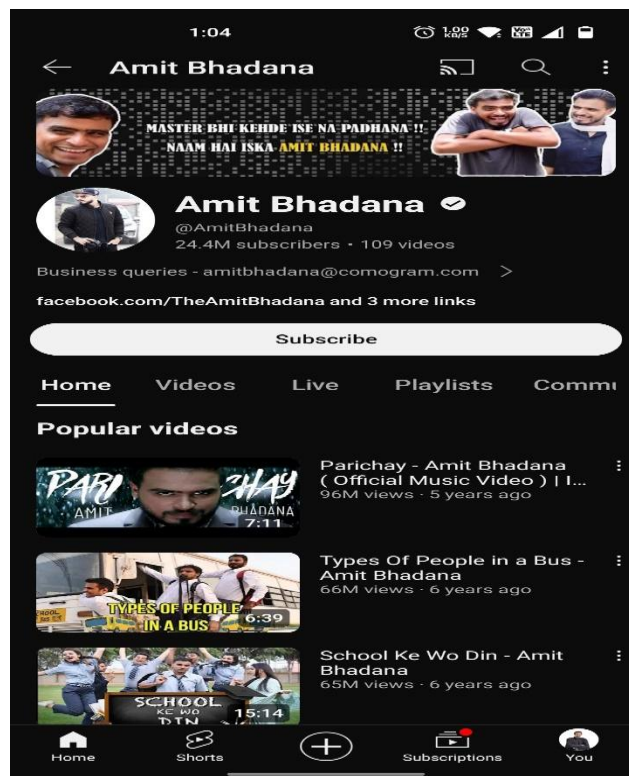 1:04
1.00 KB/S
Vo LTE
Amit Bhadana
MASTER BHI KEHDE ISE NA PADHANA !!
NAAM HAI ISKA AMIT BHADANA !!
Amit Bhadana
@AmitBhadana
24.4M subscribers • 109 videos
Business queries - amitbhadana@comogram.com >
facebook.com/TheAmitBhadana and 3 more links
Subscribe
Home Videos Live Playlists Commu
Popular videos
PARI CHAY
AMIT BHADANA
7:11
Parichay - Amit Bhadana
( Official Music Video ) | I...
96M views · 5 years ago
TYPES OF PEOPLE
IN A BUS
6:39
Types Of People in a Bus -
Amit Bhadana
66M views · 6 years ago
SCHOOL
KE WO
DIN
15:14
School Ke Wo Din - Amit
Bhadana
65M views · 6 years ago
Home Shorts Subscriptions You